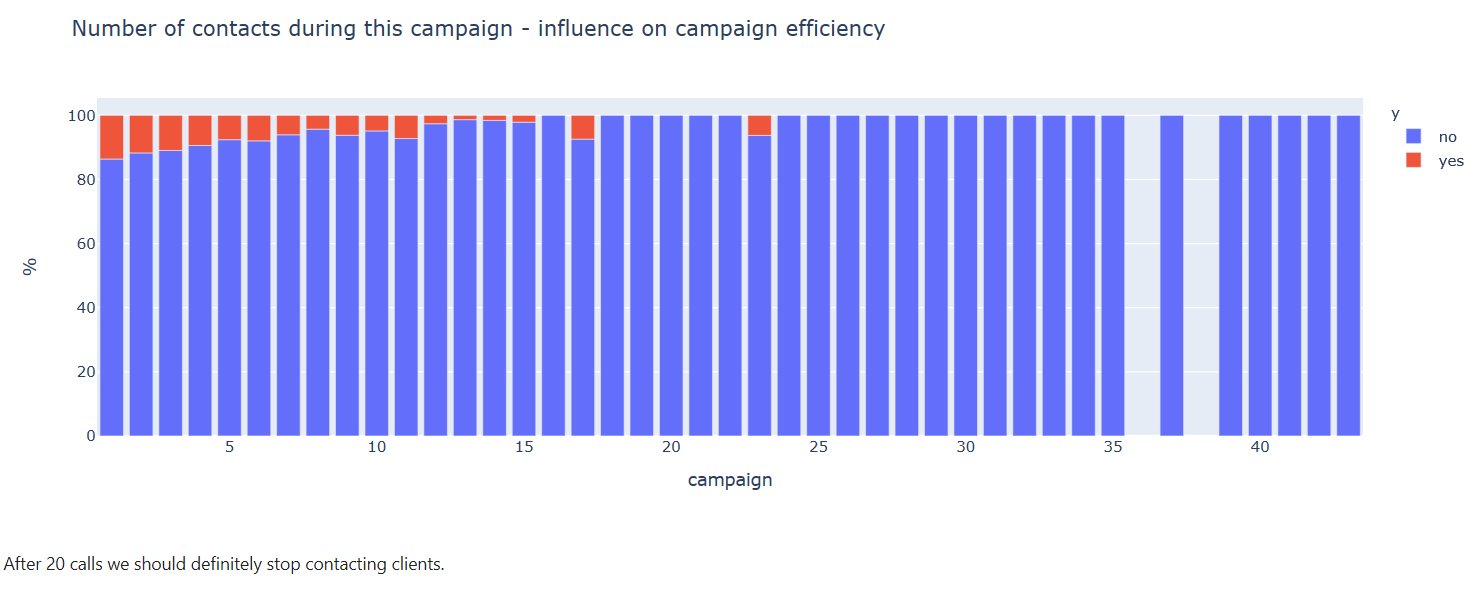 Number of contacts during this campaign - influence on campaign efficiency
y
no
yes
100
80
60
40
20
0
%
5 10 15 20 25 30 35 40
campaign
After 20 calls we should definitely stop contacting clients.